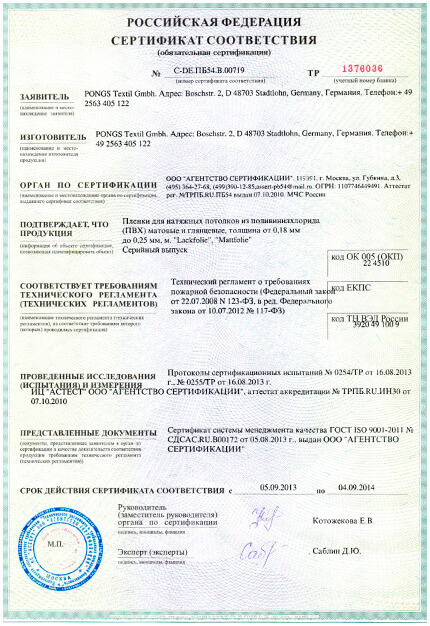 РОССИЙСКАЯ ФЕДЕРАЦИЯ
СЕРТИФИКАТ СООТВЕТСТВИЯ
(обязательная сертификация)
№ C-DE.ПБ54.В.00719 ТР 1376036
(номер сертификата соответствия) (учетный номер бланка)
ЗАЯВИТЕЛЬ
(наименование и место-
нахождение заявителя)
PONGS Textil Gmbh. Адрес: Boschstr. 2, D 48703 Stadtlohn, Germany, Германия. Телефон:+ 49
2563 405 122
ИЗГОТОВИТЕЛЬ
(наименование и место-
нахождение изготовителя
продукции)
PONGS Textil Gmbh. Адрес: Boschstr. 2, D 48703 Stadtlohn, Germany, Германия. Телефон:+
49 2563 405 122
ОРГАН ПО СЕРТИФИКАЦИИ
(наименование и местонахождение органа по сертификации,
выдавшего сертификат соответствия)
ООО "АГЕНТСТВО СЕРТИФИКАЦИИ". г. Москва, ул. Губкина, д.3,
(495) 364-27-68, (499)390-12-85,assert-pb54@mail.ru. ОГРН: 1107746449491. Аттестат
рег.№ТРПБ.RU.ПБ54 выдан 07.10.2010. МЧС России
ПОДТВЕРЖДАЕТ, ЧТО
ПРОДУКЦИЯ
(информация об объекте сертификации,
позволяющая идентифицировать объект)
Пленки для натяжных потолков из поливинилхлорида
(ПВХ) матовые и глянцевые, толщина от 0,18 мм
до 0,25 мм, м. "Lackfolie", "Mattfolie"
Серийный выпуск
код ОК 005 (ОКП)
22 4510
код ЕКПС
код ТН ВЭД России
3920 49 100 9
СООТВЕТСТВУЕТ ТРЕБОВАНИЯМ
ТЕХНИЧЕСКОГО РЕГЛАМЕНТА
(ТЕХНИЧЕСКИХ РЕГЛАМЕНТОВ)
(наименование технического регламента (технических
регламентов), на соответствие требованиям которого
(которых) проводилась сертификация)
Технический регламент о требованиях
пожарной безопасности (Федеральный закон
от 22.07.2008 N 123-ФЗ, в ред. Федерального
закона от 10.07.2012 № 117-ФЗ)
ПРОВЕДЕННЫЕ ИССЛЕДОВАНИЯ
(ИСПЫТАНИЯ) И ИЗМЕРЕНИЯ
Протоколы сертификационных испытаний № 0254/ТР от 16.08.2013
г., № 0255/ТР от 16.08.2013 г.
ИЦ "АСТЕСТ" ООО "АГЕНТСТВО СЕРТИФИКАЦИИ", аттестат аккредитации № ТРПБ.RU.ИН30 от
07.10.2010
ПРЕДСТАВЛЕННЫЕ ДОКУМЕНТЫ
(документы, представленные заявителем в орган по
сертификации в качестве доказательств соответствия
продукции требованиям технического регламента
(технических регламентов))
Сертификат системы менеджмента качества ГОСТ ISO 9001-2011 №
СДСАС.RU.В00172 от 05.08.2013 г., выдан ООО "АГЕНТСТВО
СЕРТИФИКАЦИИ"
СРОК ДЕЙСТВИЯ СЕРТИФИКАТА СООТВЕТСТВИЯ с 05.09.2013 по 04.09.2014
Руководитель
(заместитель руководителя)
органа по сертификации
подпись, инициалы, фамилия
Котожекова Е.В.
М.П.
Эксперт (эксперты)
подпись, инициалы, фамилия
Саблин Д.Ю.
МОСКВА